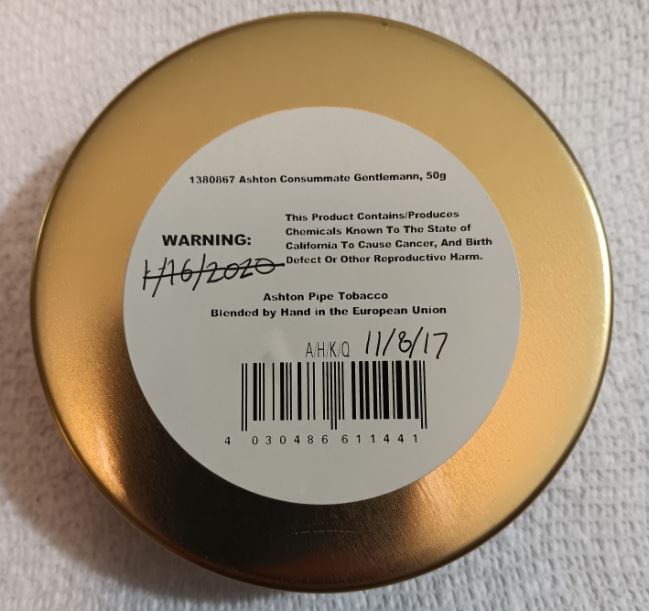 1380867 Ashton Consummate Gentlemann, 50g
WARNING:
This Product Contains/Produces
Chemicals Known To The State of
California To Cause Cancer, And Birth
Defect Or Other Reproductive Harm.
1/16/2020
Ashton Pipe Tobacco
Blended by Hand in the European Union
A/H/K/Q 11/8/17
4 030486 611441